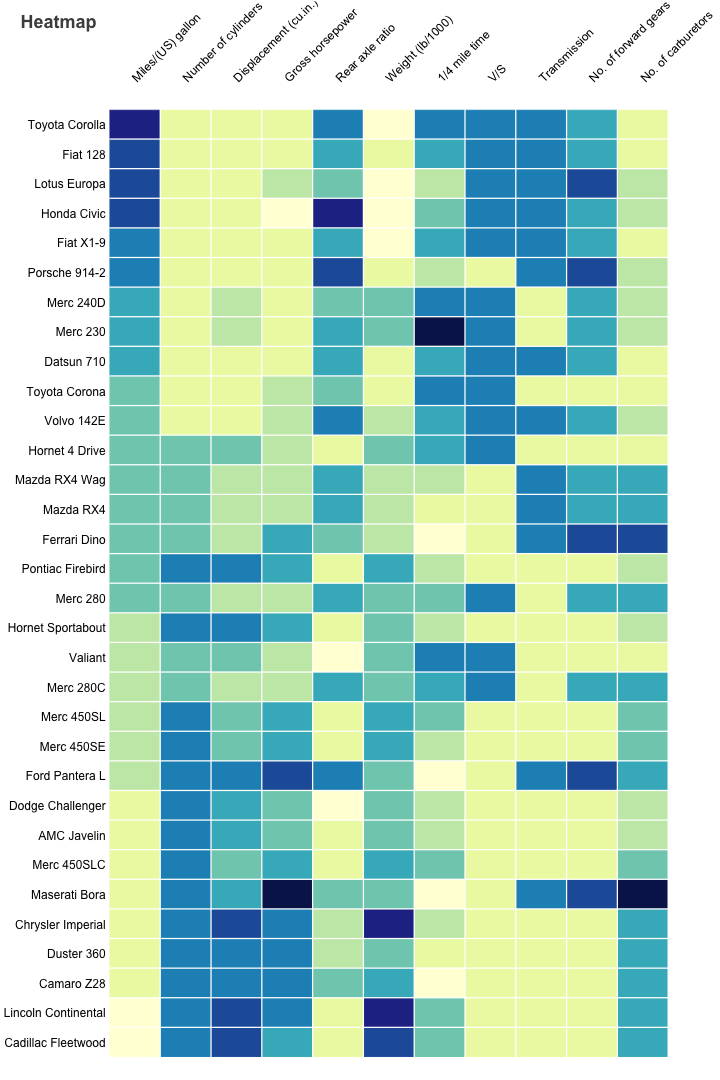 Heatmap
Miles/(US) gallon
Number of cylinders
Displacement (cu.in.)
Gross horsepower
Rear axle ratio
Weight (lb/1000)
1/4 mile time
V/S
Transmission
No. of forward gears
No. of carburetors
Toyota Corolla
Fiat 128
Lotus Europa
Honda Civic
Fiat X1-9
Porsche 914-2
Merc 240D
Merc 230
Datsun 710
Toyota Corona
Volvo 142E
Hornet 4 Drive
Mazda RX4 Wag
Mazda RX4
Ferrari Dino
Pontiac Firebird
Merc 280
Hornet Sportabout
Valiant
Merc 280C
Merc 450SL
Merc 450SE
Ford Pantera L
Dodge Challenger
AMC Javelin
Merc 450SLC
Maserati Bora
Chrysler Imperial
Duster 360
Camaro Z28
Lincoln Continental
Cadillac Fleetwood